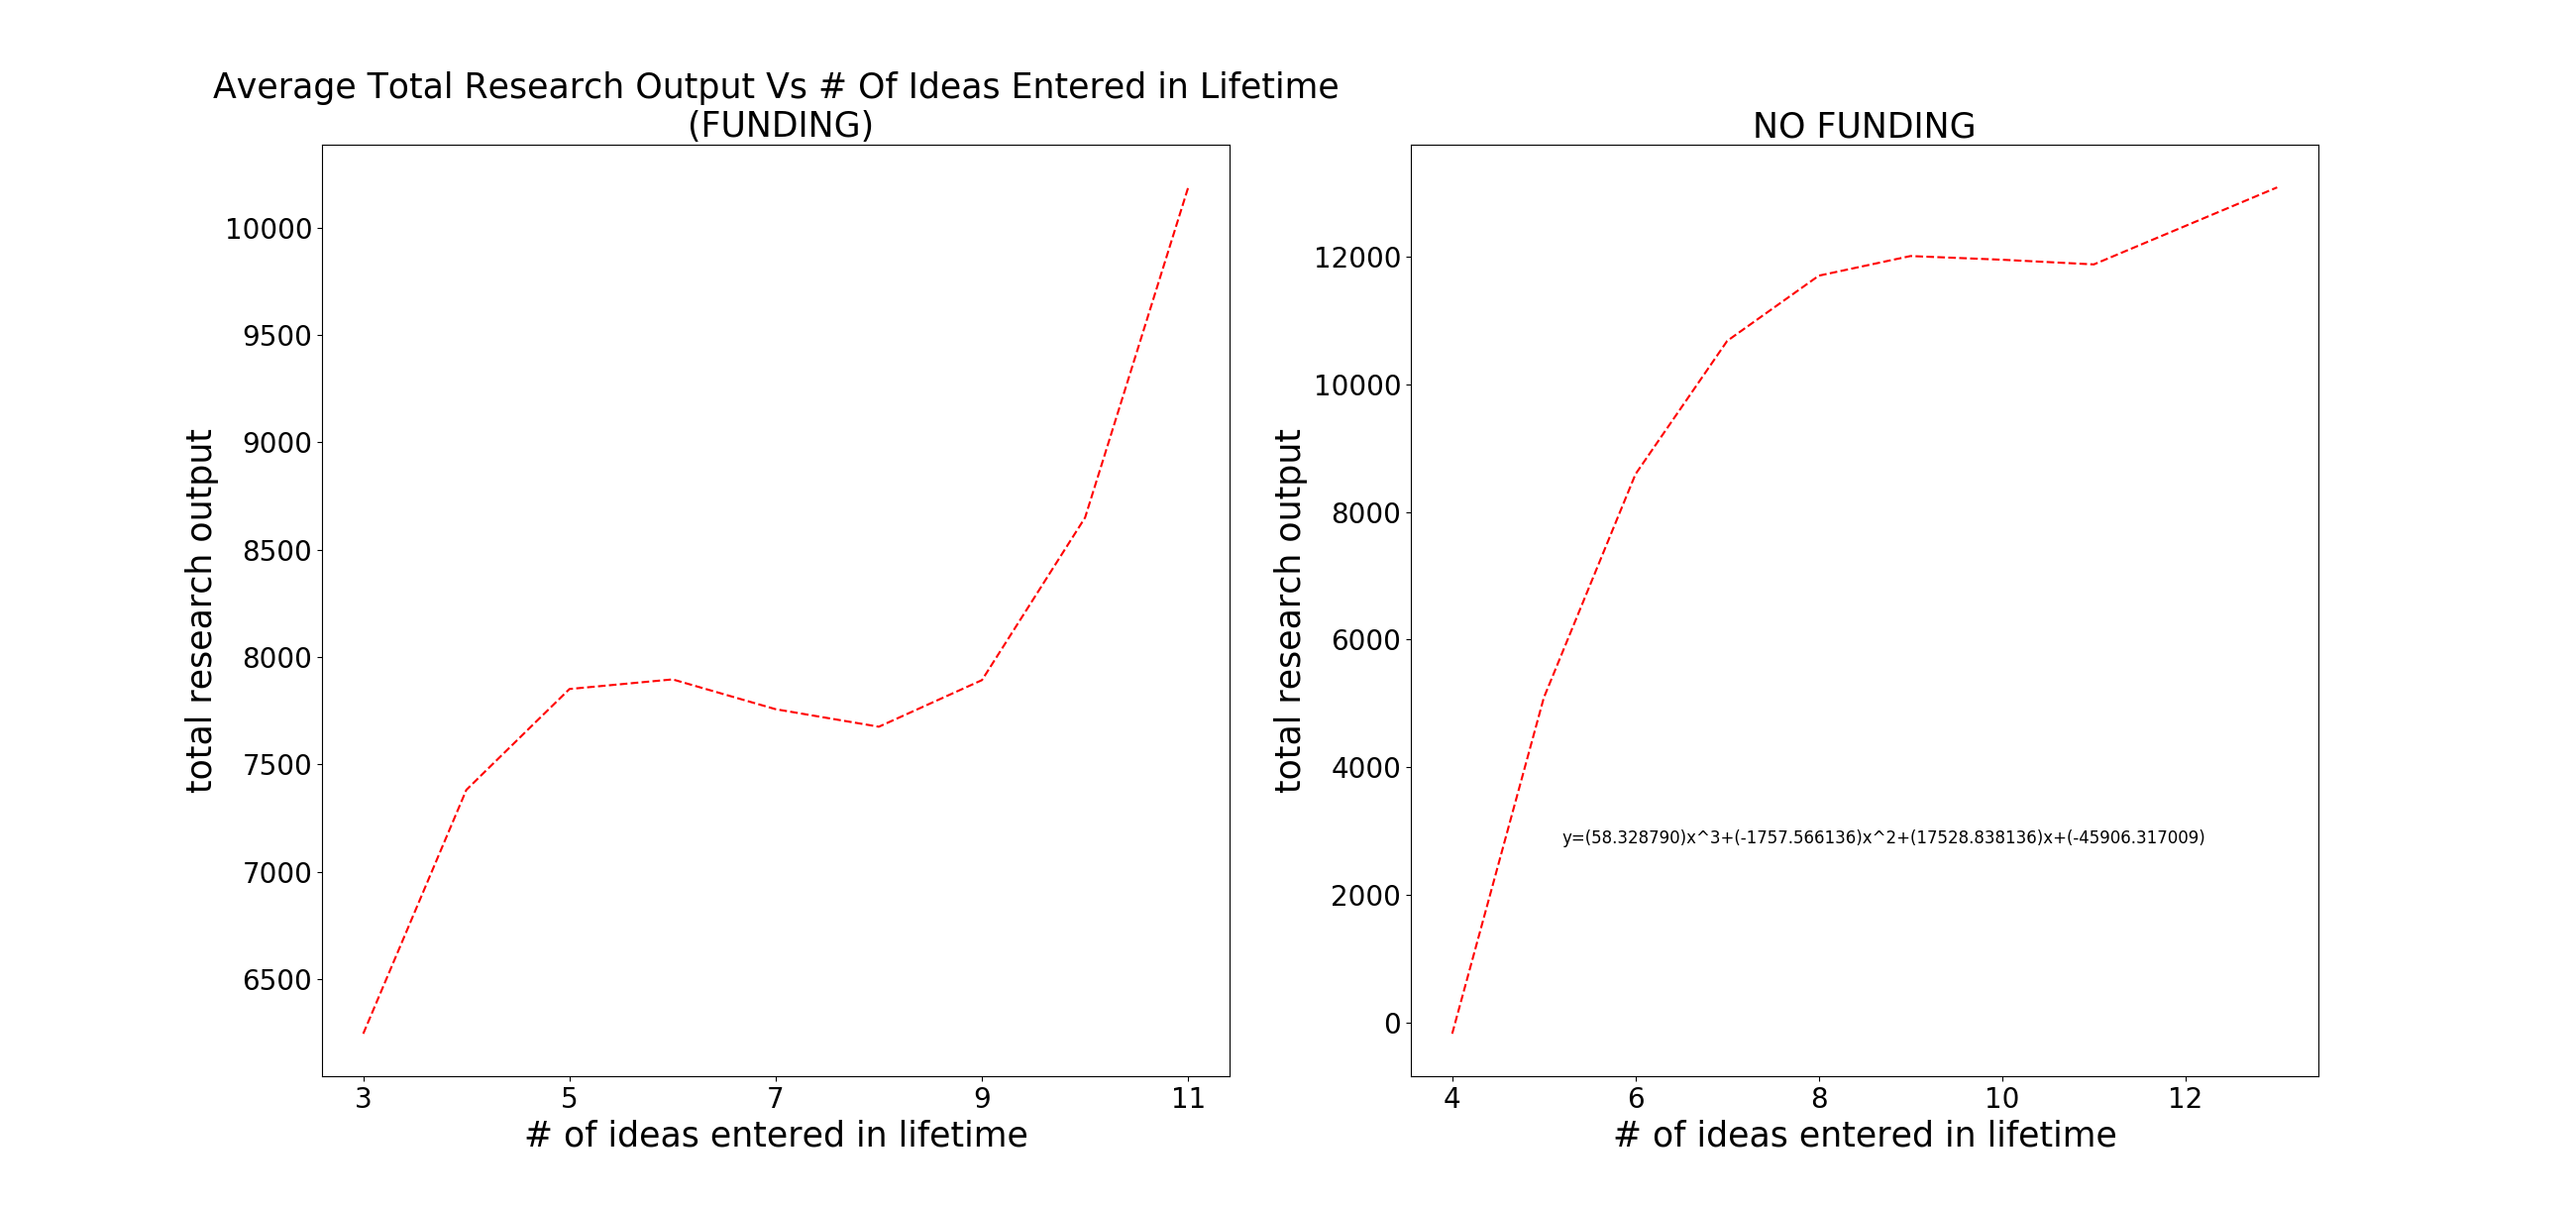 Average Total Research Output Vs # Of Ideas Entered in Lifetime
(FUNDING)
total research output
10000
9500
9000
8500
8000
7500
7000
6500
3 5 7 9 11
# of ideas entered in lifetime
NO FUNDING
total research output
12000
10000
8000
6000
4000
2000
0
y=(58.328790)x^3+(-1757.566136)x^2+(17528.838136)x+(-45906.317009)
4 6 8 10 12
# of ideas entered in lifetime